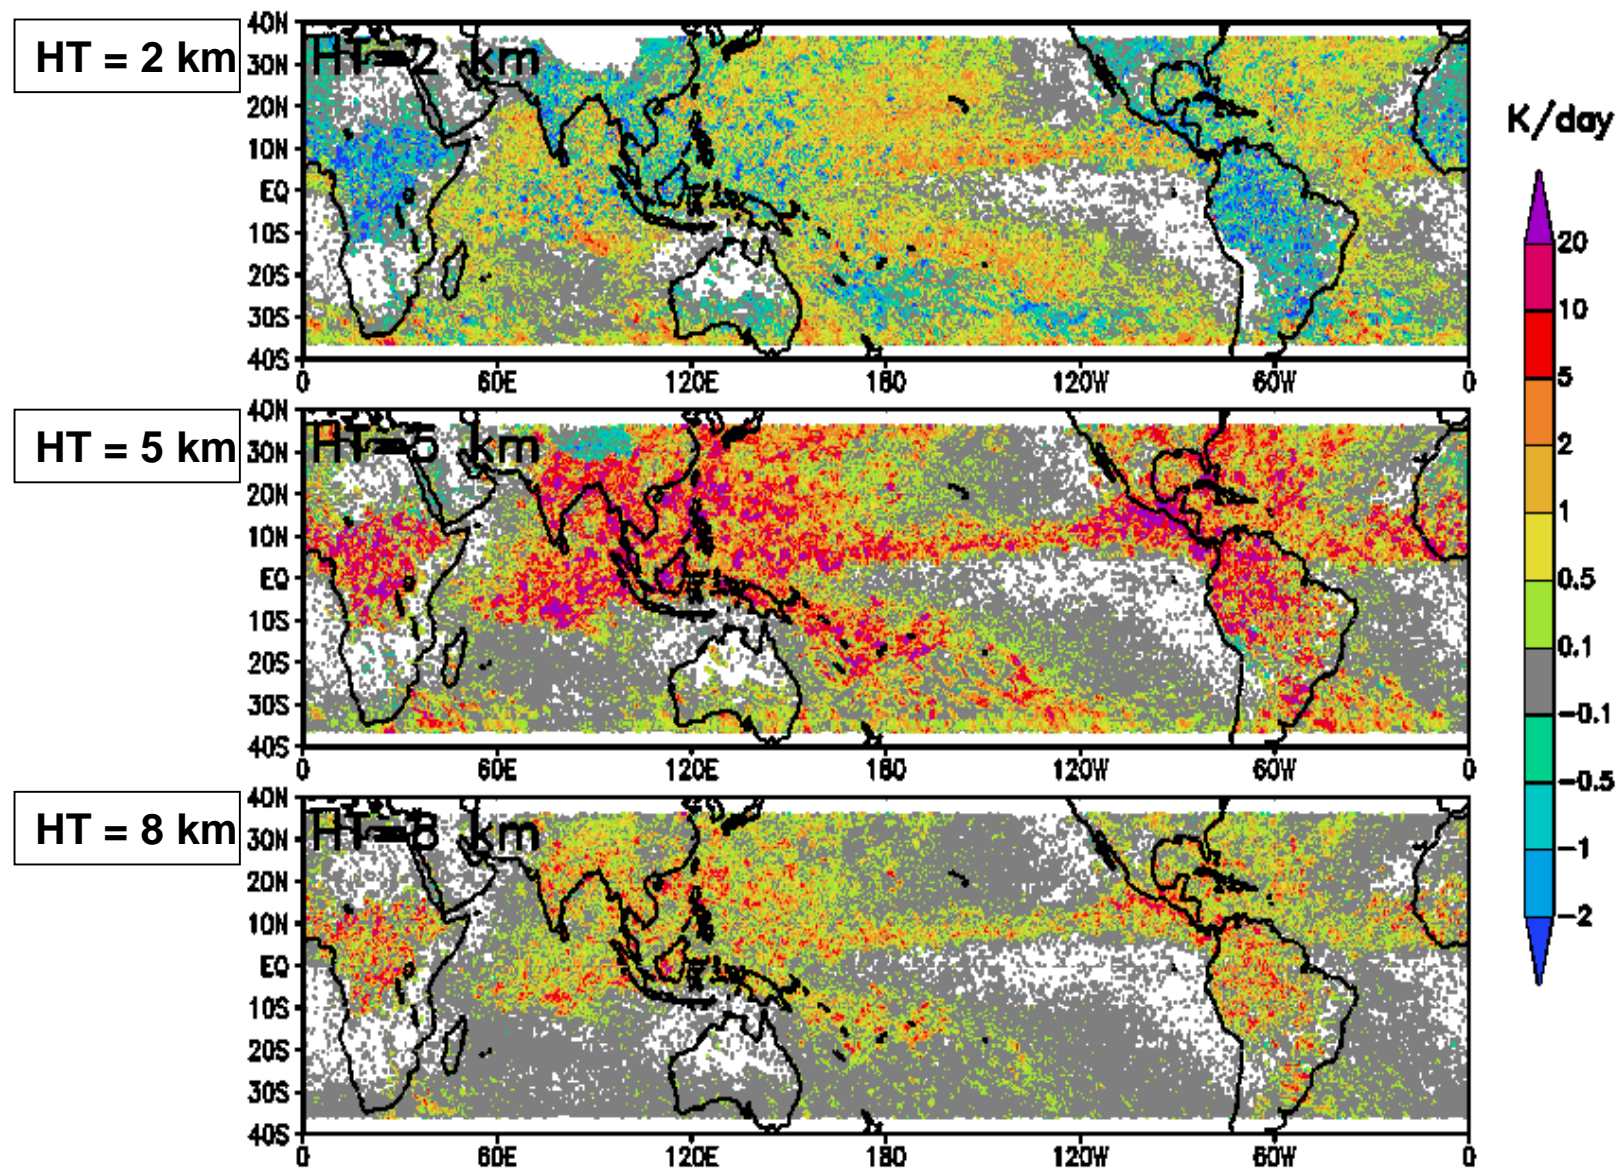 HT = 2 km
HT=2 km
40N
30N
20N
10N
EQ
10S
20S
30S
40S
0 60E 120E 180 120W 60W 0
K/day
20
10
5
2
1
0.5
0.1
−0.1
−0.5
−1
−2
HT = 5 km
HT=5 km
40N
30N
20N
10N
EQ
10S
20S
30S
40S
0 60E 120E 180 120W 60W 0
HT = 8 km
HT=8 km
40N
30N
20N
10N
EQ
10S
20S
30S
40S
0 60E 120E 180 120W 60W 0